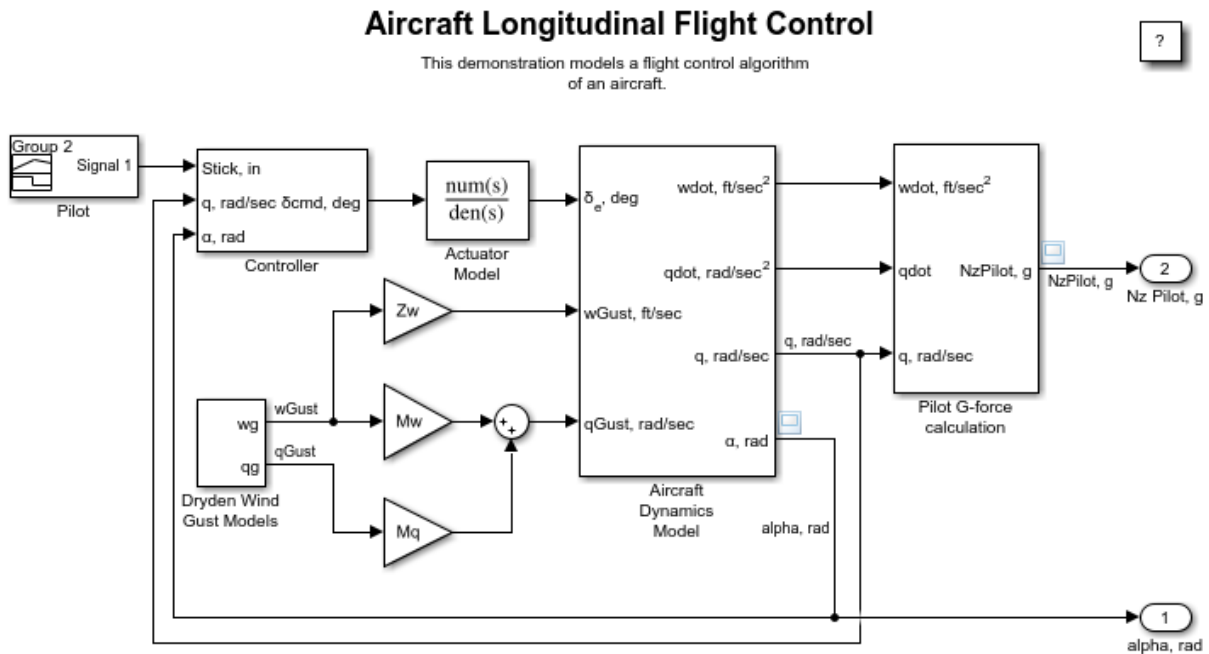 Aircraft Longitudinal Flight Control
?
This demonstration models a flight control algorithm
of an aircraft.
Group 2
Signal 1
Pilot
Stick, in
q, rad/sec δcmd, deg
α, rad
Controller
num(s)
den(s)
Actuator
Model
Zw
Mw
Mq
wGust
qGust
wg
qg
Dryden Wind
Gust Models
++
δe, deg
wGust, ft/sec
qGust, rad/sec
wdot, ft/sec²
qdot, rad/sec²
q, rad/sec
α, rad
Aircraft
Dynamics
Model
q, rad/sec
alpha, rad
wdot, ft/sec²
qdot
q, rad/sec
NzPilot, g
Pilot G-force
calculation
NzPilot, g
2
Nz Pilot, g
1
alpha, rad